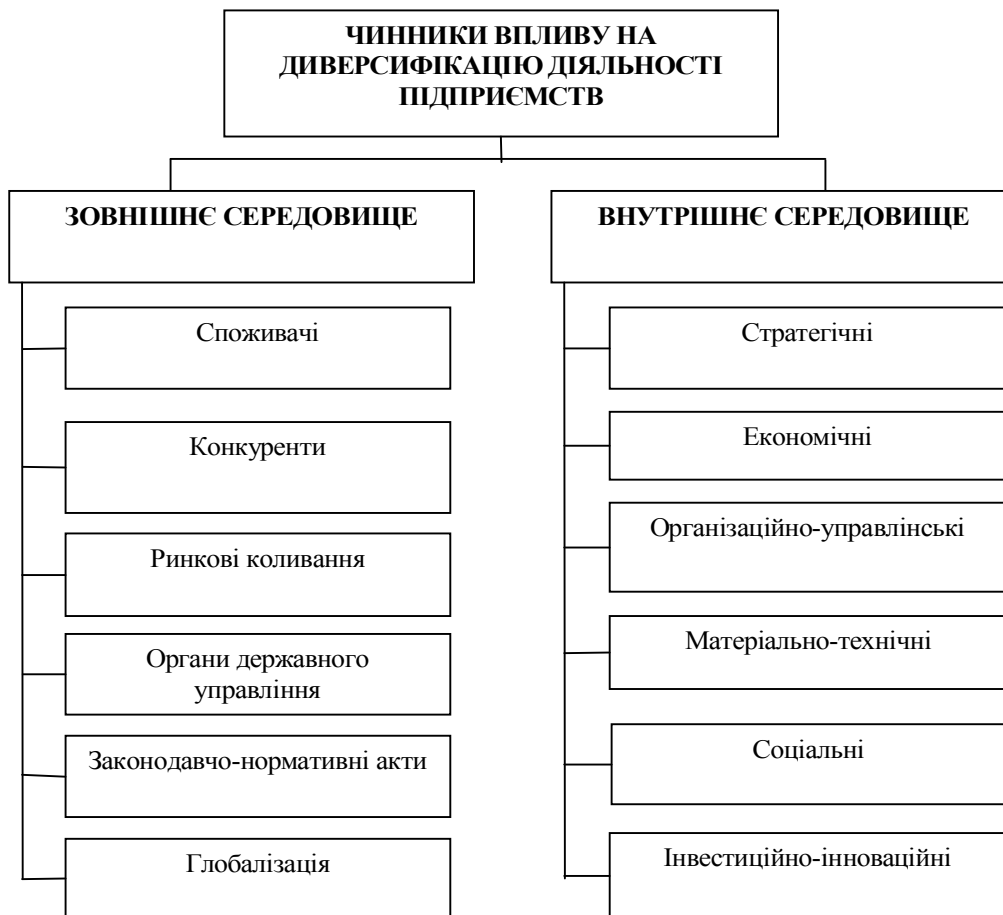 ЧИННИКИ ВПЛИВУ НА
ДИВЕРСИФІКАЦІЮ ДІЯЛЬНОСТІ
ПІДПРИЄМСТВ
ЗОВНІШНЄ СЕРЕДОВИЩЕ
Споживачі
Конкуренти
Ринкові коливання
Органи державного
управління
Законодавчо-нормативні акти
Глобалізація
ВНУТРІШНЄ СЕРЕДОВИЩЕ
Стратегічні
Економічні
Організаційно-управлінські
Матеріально-технічні
Соціальні
Інвестиційно-інноваційні